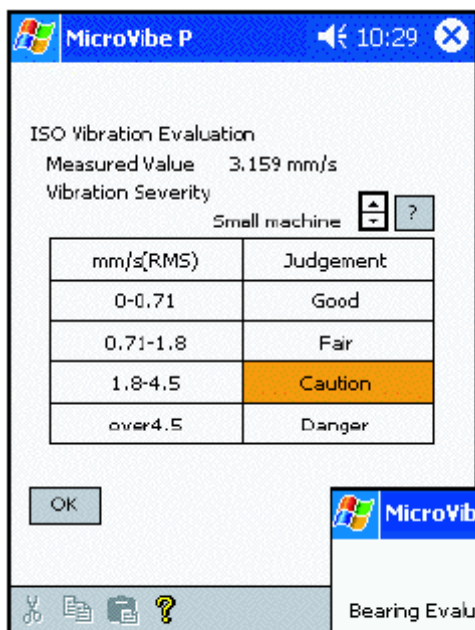 MicroVibe P 10:29
ISO Vibration Evaluation
Measured Value 3.159 mm/s
Vibration Severity
Small machine ?
mm/s(RMS) Judgement
0-0.71 Good
0.71-1.8 Fair
1.8-4.5 Caution
over4.5 Danger
OK
MicroVib
Bearing Evalu